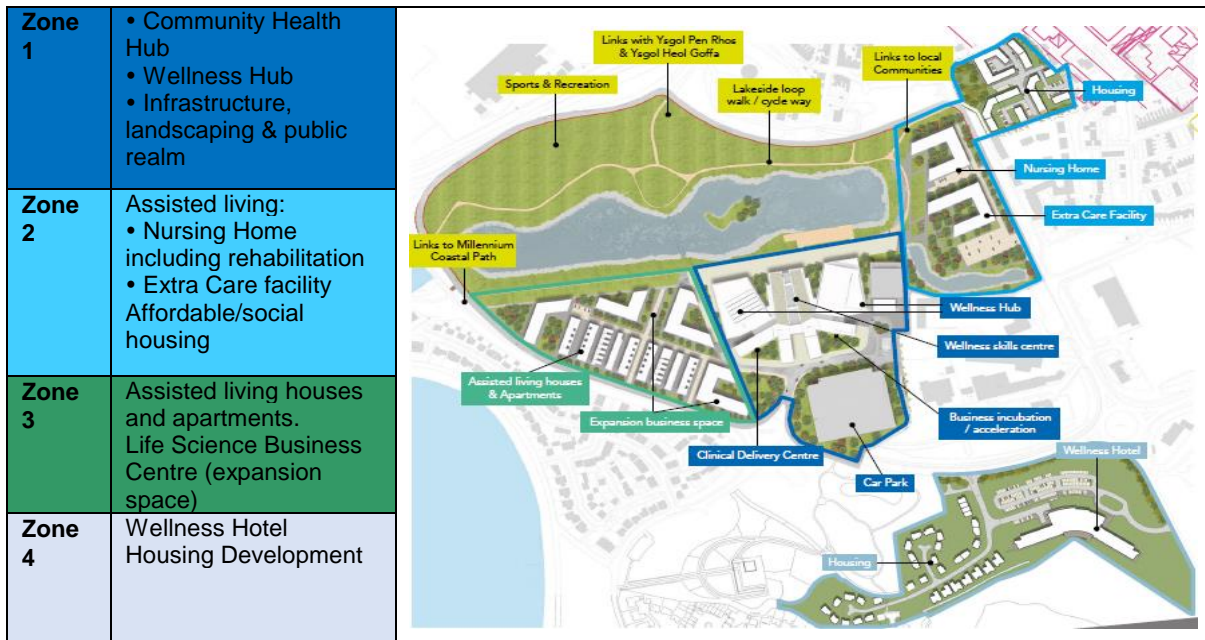 Zone
1
• Community Health
Hub
• Wellness Hub
• Infrastructure,
landscaping & public
realm
Zone
2
Assisted living:
• Nursing Home
including rehabilitation
• Extra Care facility
Affordable/social
housing
Zone
3
Assisted living houses
and apartments.
Life Science Business
Centre (expansion
space)
Zone
4
Wellness Hotel
Housing Development
Links with Ysgol Pen Rhos
& Ysgol Heol Goffa
Links to local
Communities
Sports & Recreation
Lakeside loop
walk / cycle way
Housing
Nursing Home
Extra Care Facility
Links to Millennium
Coastal Path
Wellness Hub
Wellness skills centre
Assisted living houses
& Apartments
Expansion business space
Business incubation
/ acceleration
Clinical Delivery Centre
Car Park
Wellness Hotel
Housing